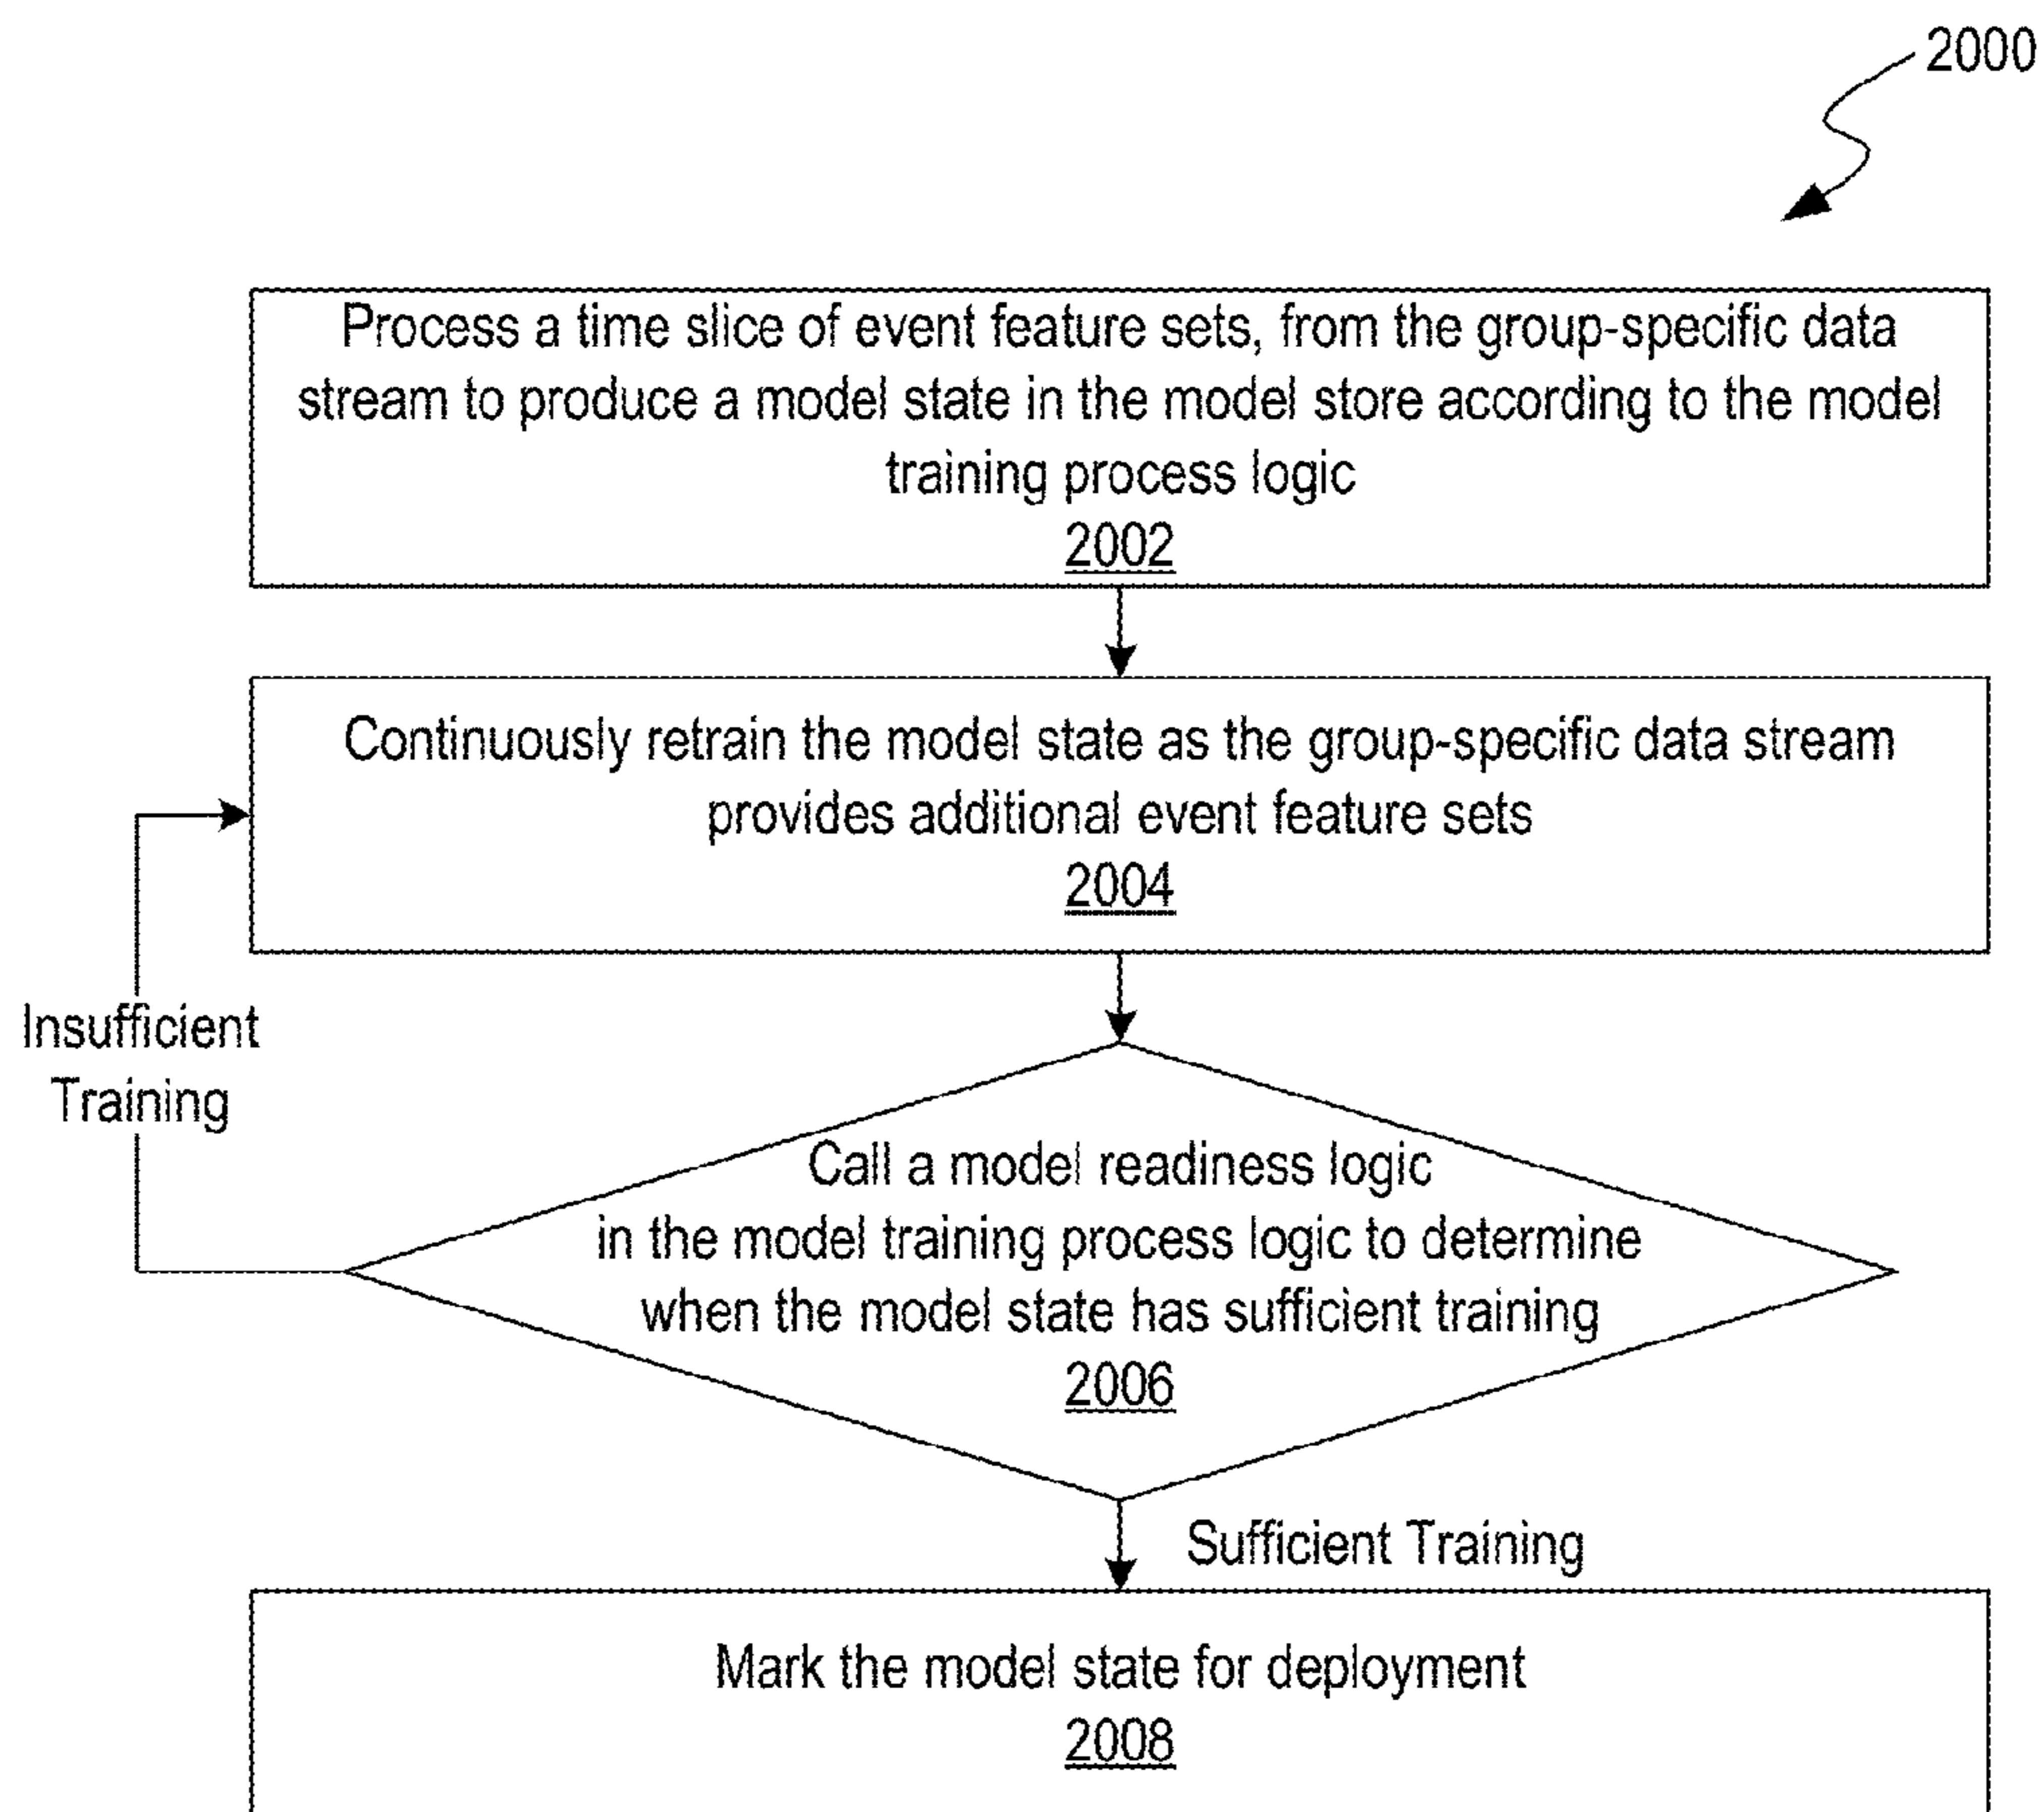 2000
Process a time slice of event feature sets, from the group-specific data
stream to produce a model state in the model store according to the model
training process logic
2002
Continuously retrain the model state as the group-specific data stream
provides additional event feature sets
2004
Insufficient
Training
Call a model readiness logic
in the model training process logic to determine
when the model state has sufficient training
2006
Sufficient Training
Mark the model state for deployment
2008